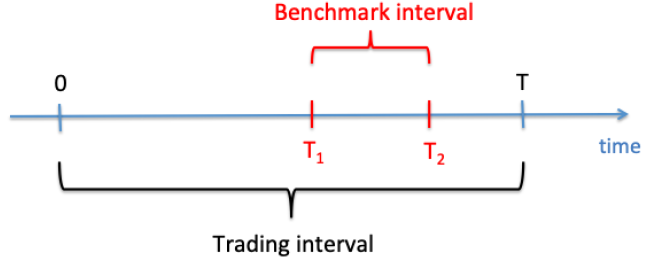 Benchmark interval
0 T
T₁ T₂
time
Trading interval